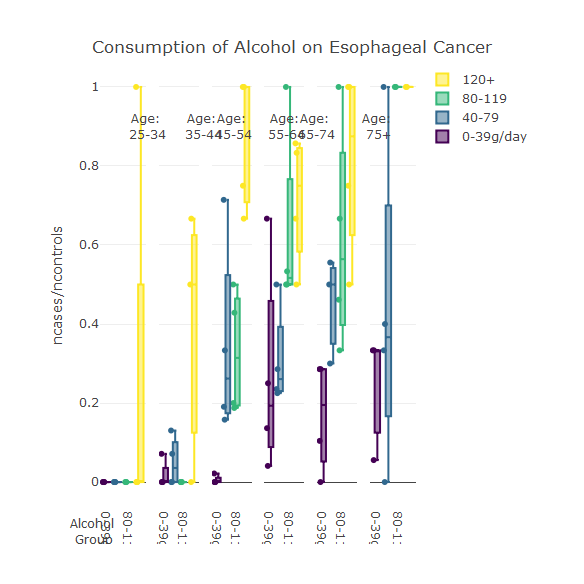 Consumption of Alcohol on Esophageal Cancer
120+
80-119
40-79
0-39g/day
Age:
25-34
Age:
35-44
Age:
45-54
Age:
55-64
Age:
65-74
Age:
75+
1
0.8
0.6
0.4
0.2
0
ncases/ncontrols
Alcohol
Group
0-39
80-1
0-39
80-1
0-39
80-1
0-39
80-1
0-39
80-1
0-39
80-1